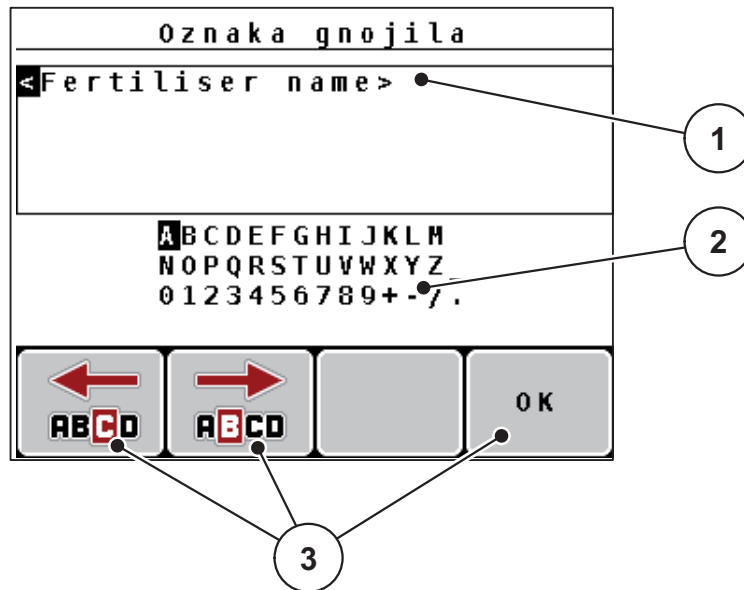 Oznaka gnojila
<Fertiliser name>
1
ABCDEFGHIJKLM
2
NOPQRSTUVWXYZ_
0123456789+-/.
ABCD
ABCD
OK
3